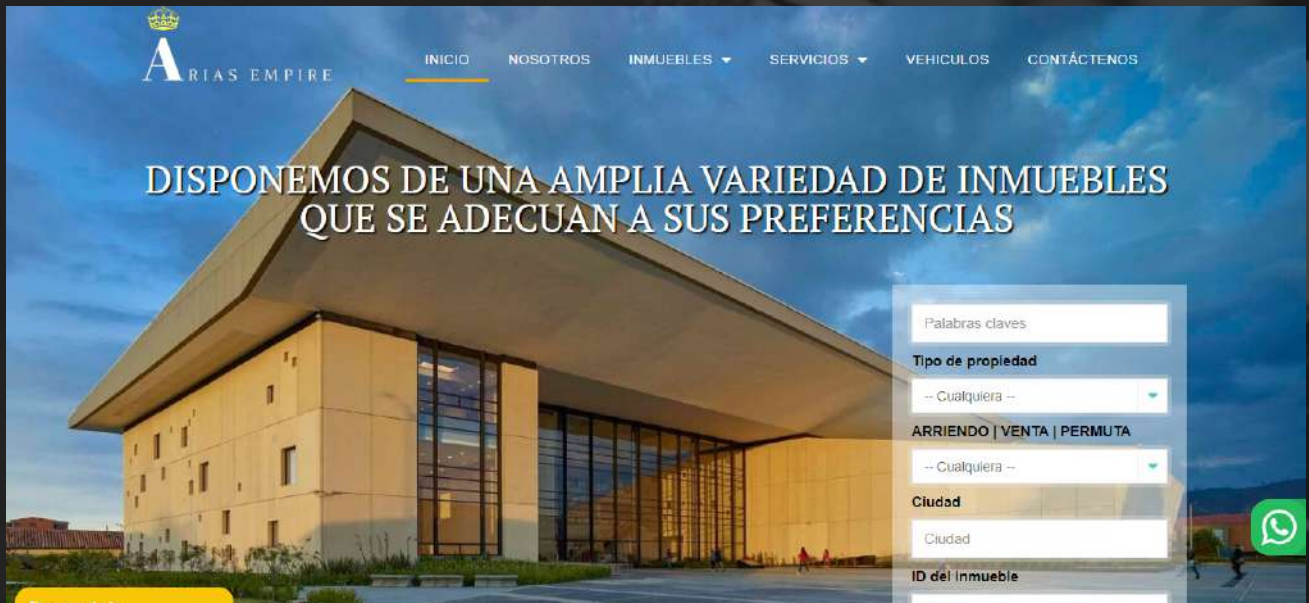 ARIAS EMPIRE
INICIO NOSOTROS INMUEBLES SERVICIOS VEHICULOS CONTÁCTENOS
DISPONEMOS DE UNA AMPLIA VARIEDAD DE INMUEBLES
QUE SE ADECUAN A SUS PREFERENCIAS
Palabras claves
Tipo de propiedad
-- Cualquiera --
ARRIENDO | VENTA | PERMUTA
-- Cualquiera --
Ciudad
Ciudad
ID del inmueble